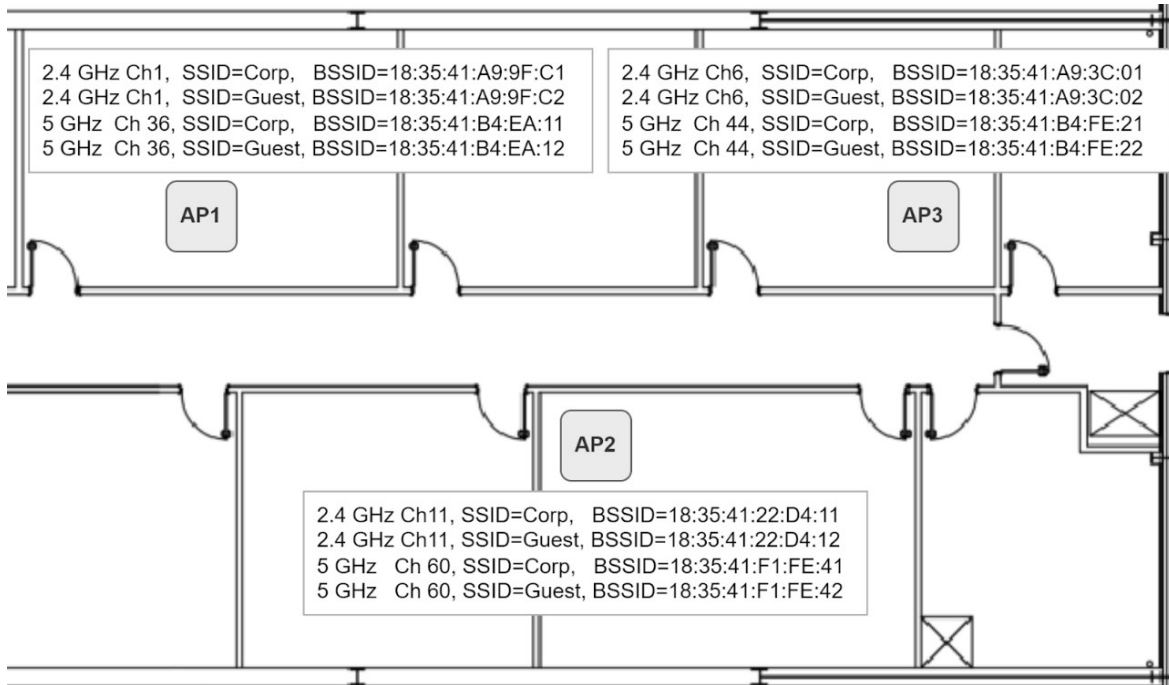 2.4 GHz Ch1, SSID=Corp, BSSID=18:35:41:A9:9F:C1
2.4 GHz Ch1, SSID=Guest, BSSID=18:35:41:A9:9F:C2
5 GHz Ch 36, SSID=Corp, BSSID=18:35:41:B4:EA:11
5 GHz Ch 36, SSID=Guest, BSSID=18:35:41:B4:EA:12
AP1
2.4 GHz Ch6, SSID=Corp, BSSID=18:35:41:A9:3C:01
2.4 GHz Ch6, SSID=Guest, BSSID=18:35:41:A9:3C:02
5 GHz Ch 44, SSID=Corp, BSSID=18:35:41:B4:FE:21
5 GHz Ch 44, SSID=Guest, BSSID=18:35:41:B4:FE:22
AP3
AP2
2.4 GHz Ch11, SSID=Corp, BSSID=18:35:41:22:D4:11
2.4 GHz Ch11, SSID=Guest, BSSID=18:35:41:22:D4:12
5 GHz Ch 60, SSID=Corp, BSSID=18:35:41:F1:FE:41
5 GHz Ch 60, SSID=Guest, BSSID=18:35:41:F1:FE:42